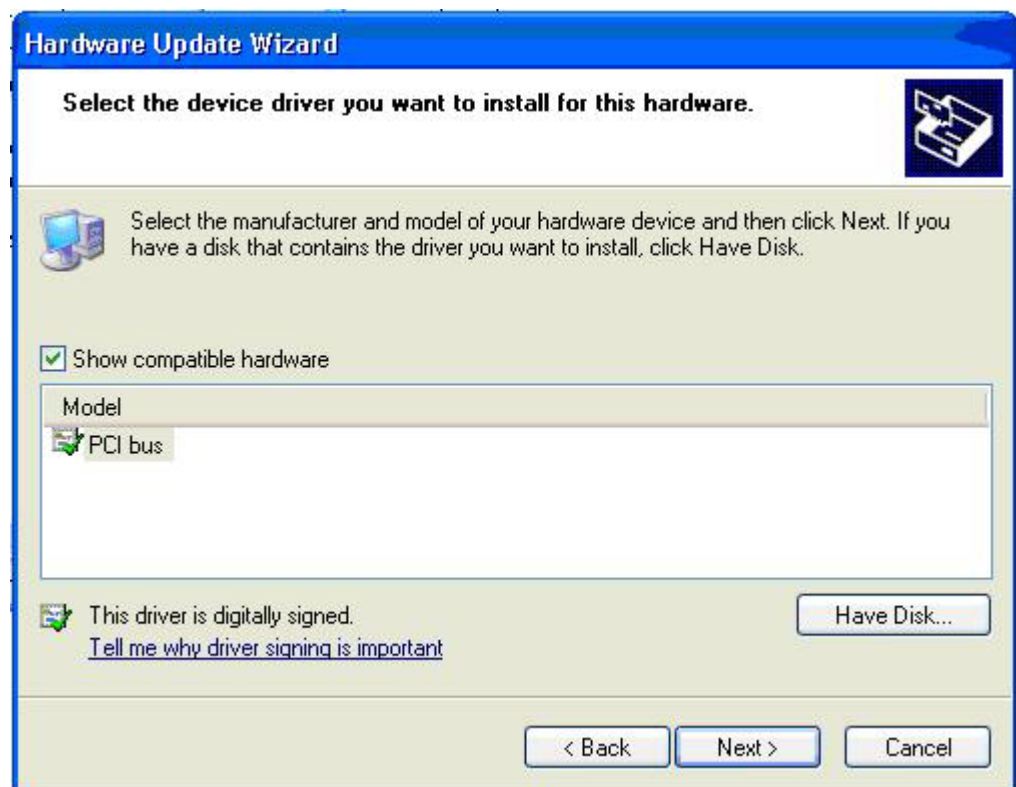 Hardware Update Wizard
Select the device driver you want to install for this hardware.
Select the manufacturer and model of your hardware device and then click Next. If you
have a disk that contains the driver you want to install, click Have Disk.
Show compatible hardware
Model
PCI bus
This driver is digitally signed.
Have Disk...
Tell me why driver signing is important
< Back
Next >
Cancel